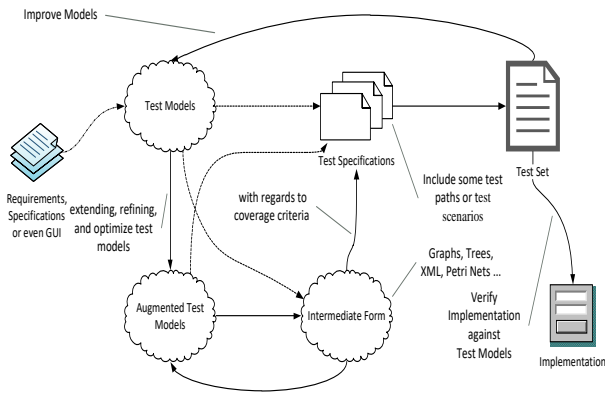 Improve Models
Test Models
Test Specifications
Test Set
Requirements,
Specifications
or even GUI
extending, refining,
and optimize test
models
with regards to
coverage criteria
Include some test
paths or test
scenarios
Graphs, Trees,
XML, Petri Nets ...
Augmented Test
Models
Intermediate Form
Verify
Implementation
against
Test Models
Implementation